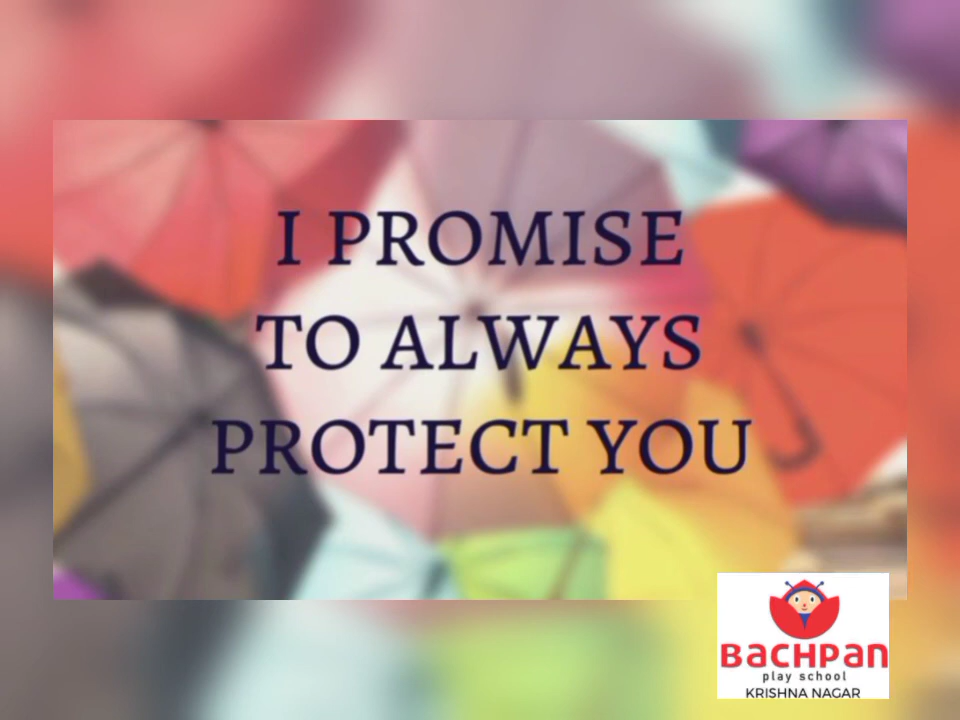 I PROMISE
TO ALWAYS
PROTECT YOU
BACHPAN
play school
KRISHNA NAGAR